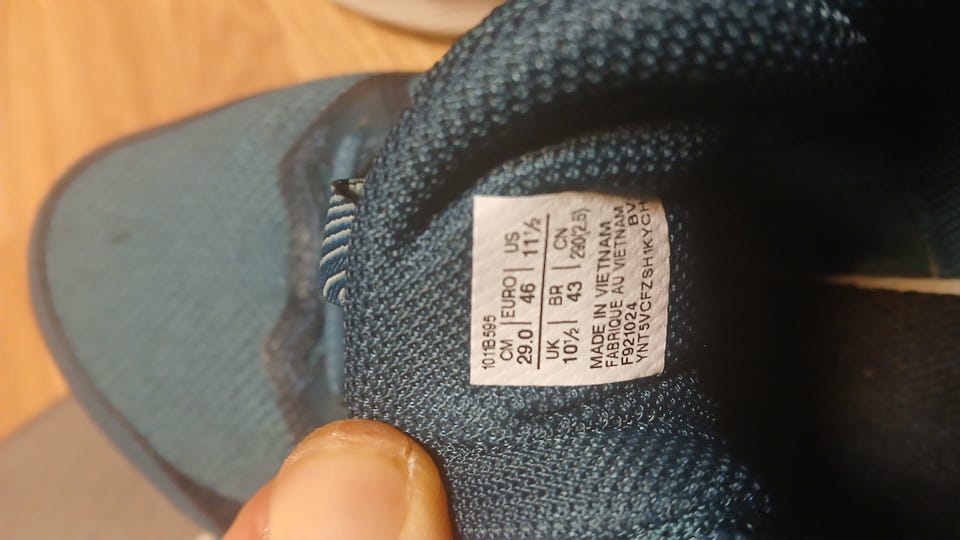 1011B595
CM | EURO | US
29.0 | 46 | 11½
UK | BR | CN
10½ | 43 | 290(2.5)
MADE IN VIETNAM
FABRIQUE AU VIETNAM
F921024 BV
YNT5VCFZSH1KYCH